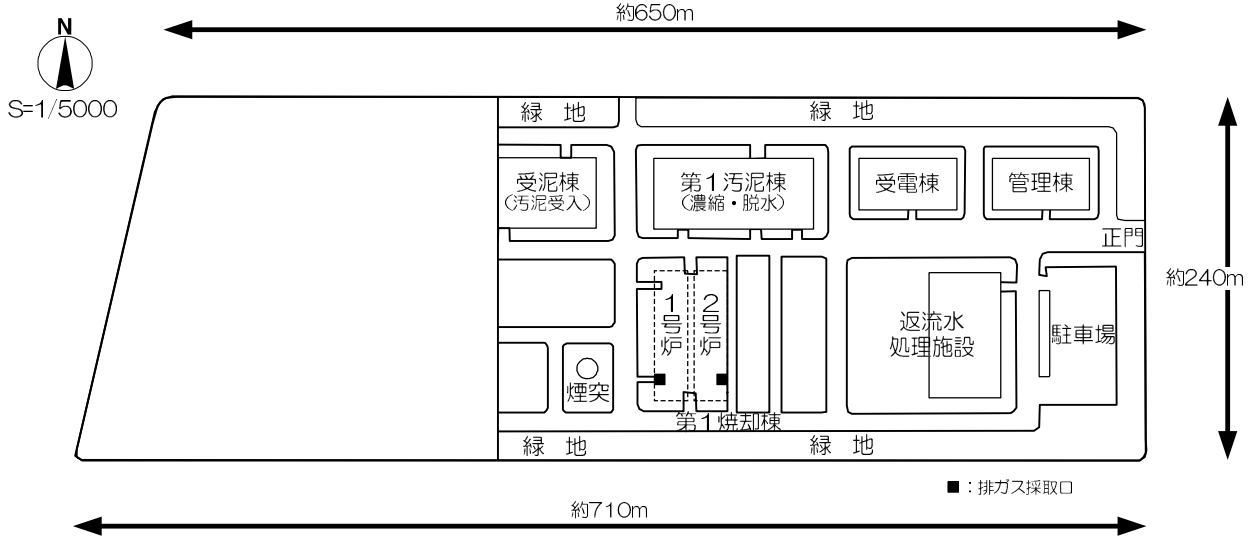 約650m
N
S=1/5000
緑 地
緑 地
受泥棟
（汚泥受入）
第１汚泥棟
（濃縮・脱水）
受電棟
管理棟
正門
約240m
１号炉
２号炉
返流水
処理施設
駐車場
煙突
第１焼却棟
緑 地
緑 地
■：排ガス採取口
約710m